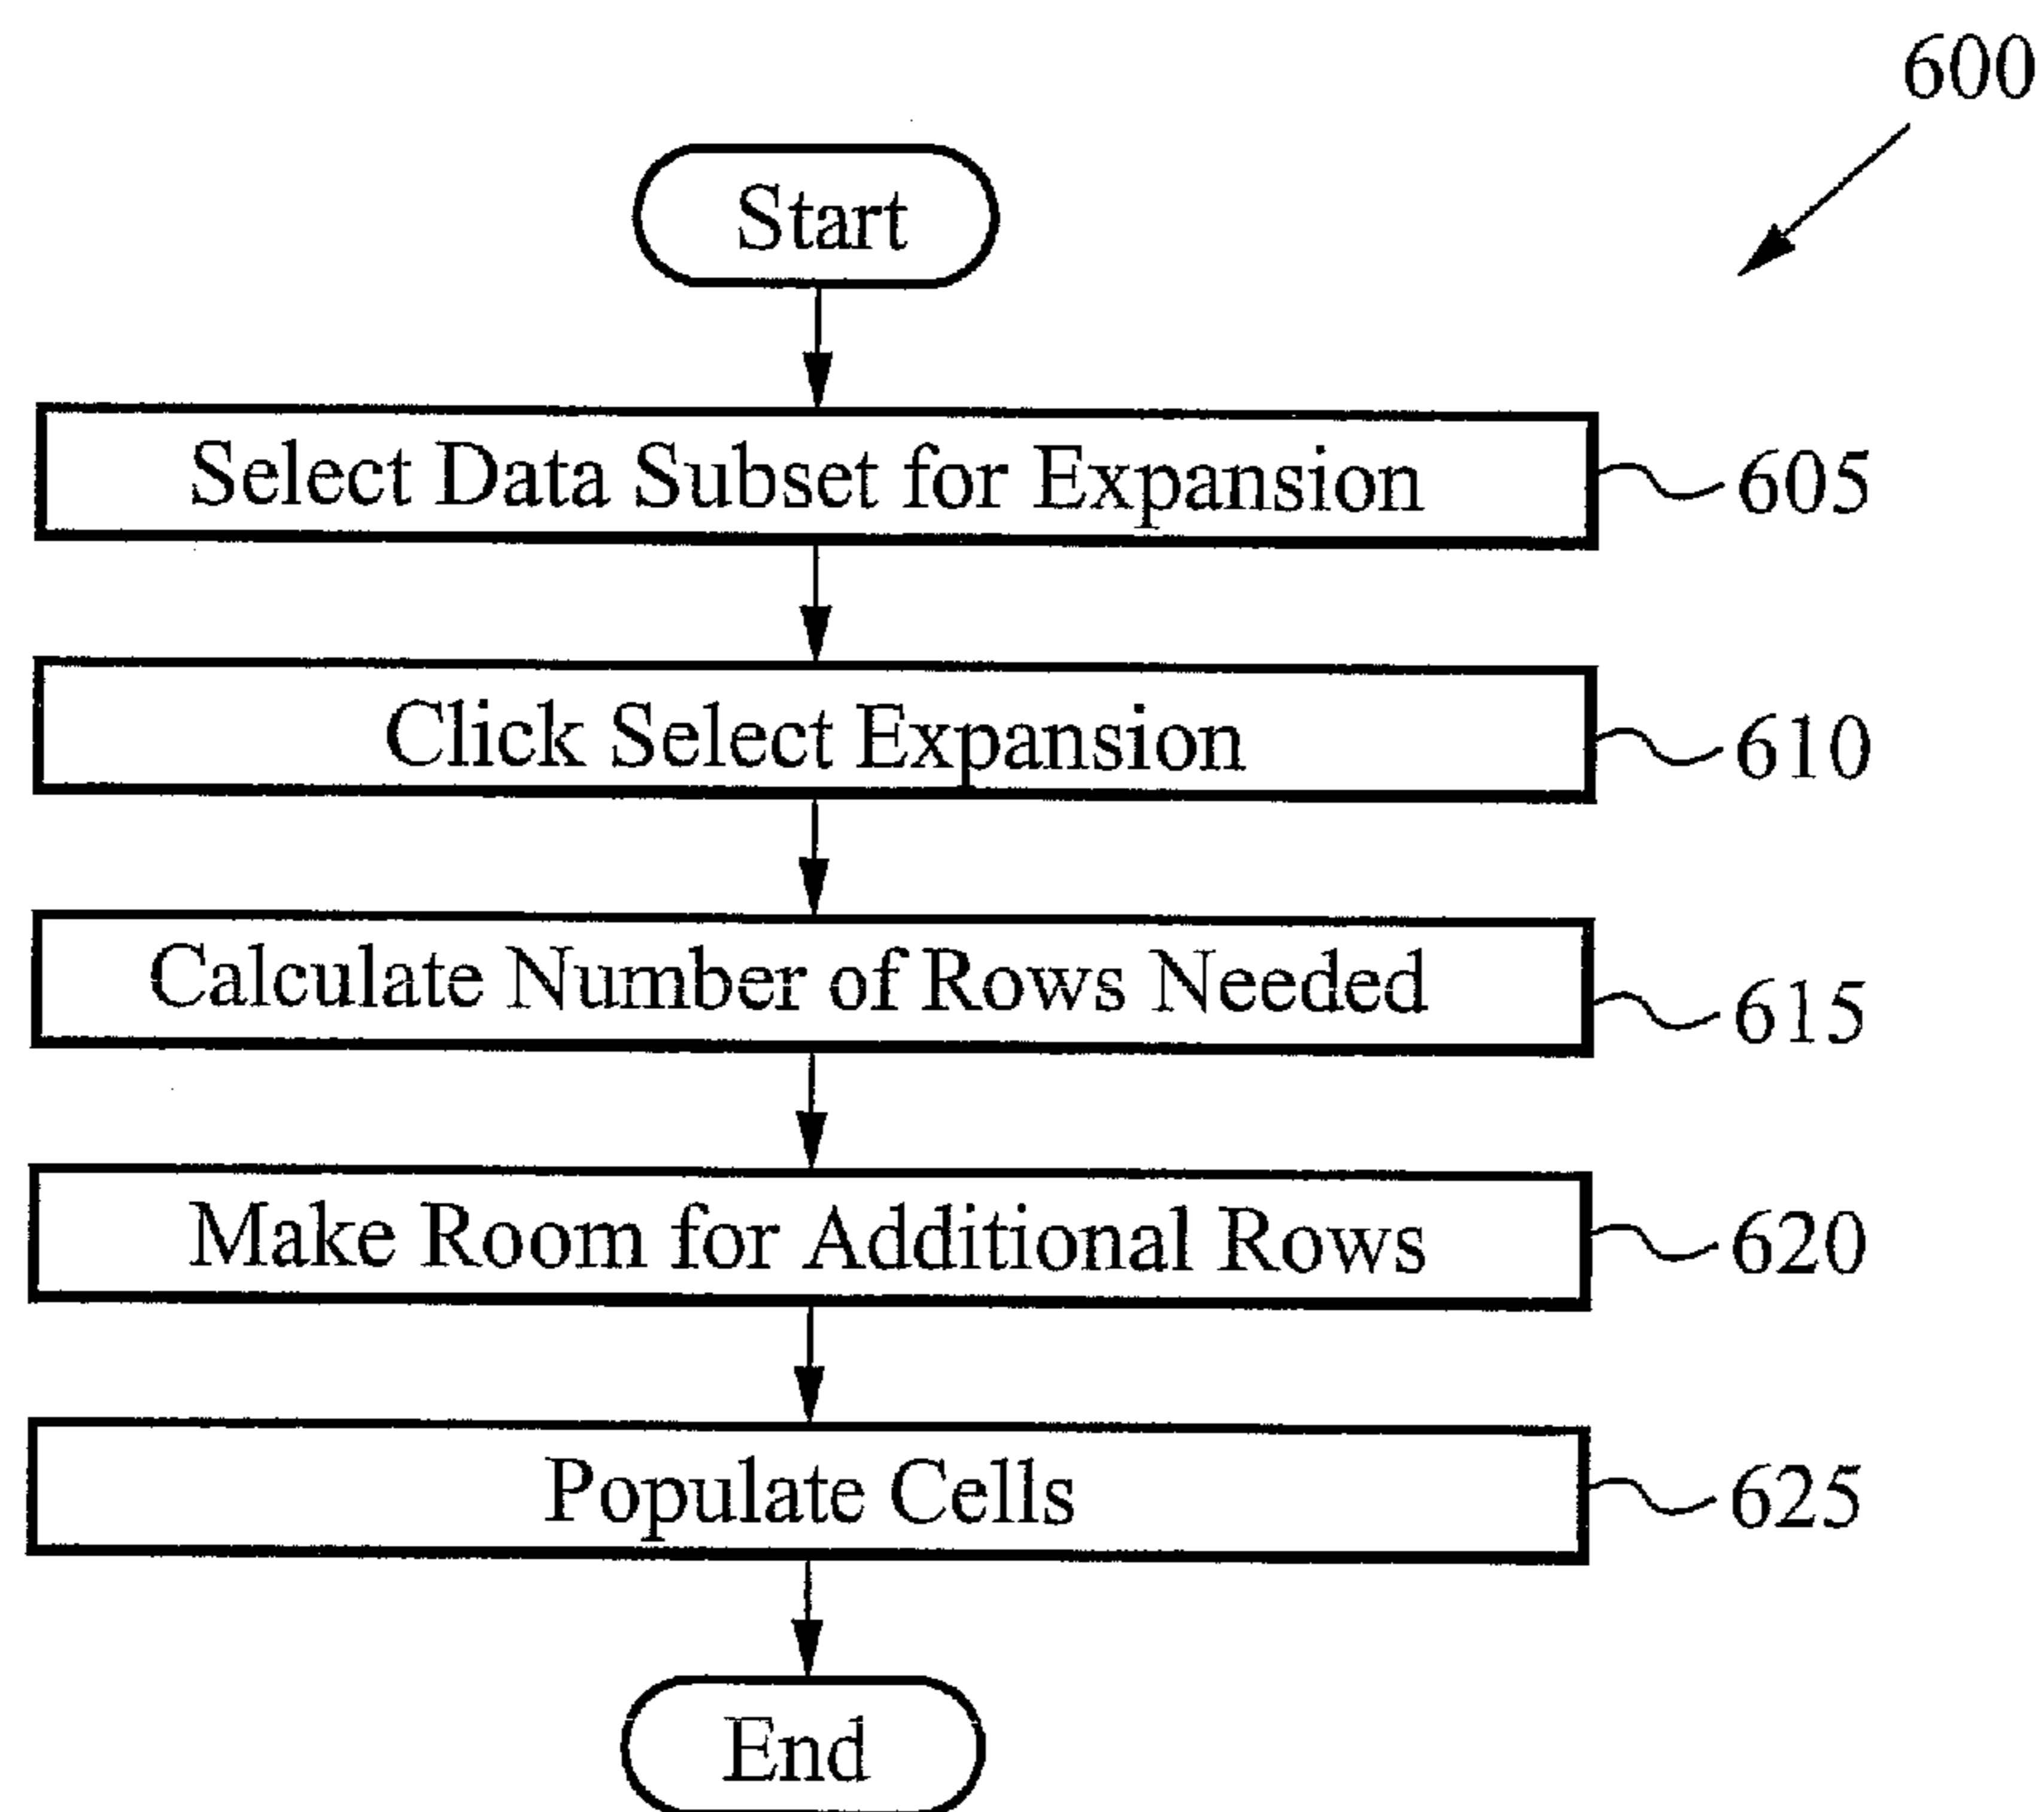 600
Start
Select Data Subset for Expansion
605
Click Select Expansion
610
Calculate Number of Rows Needed
615
Make Room for Additional Rows
620
Populate Cells
625
End